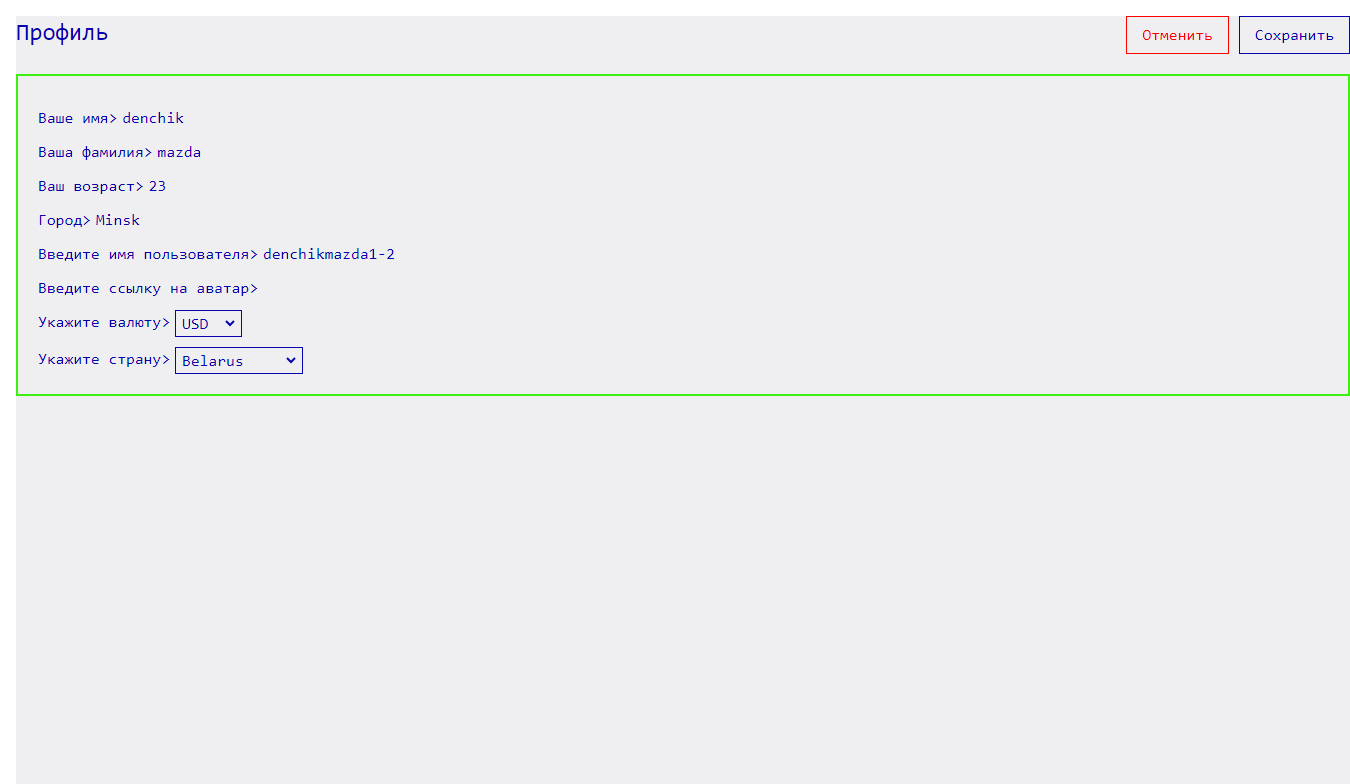 Профиль
Отменить Сохранить
Ваше имя> denchik
Ваша фамилия> mazda
Ваш возраст> 23
Город> Minsk
Введите имя пользователя> denchikmazda1-2
Введите ссылку на аватар>
Укажите валюту> USD
Укажите страну> Belarus